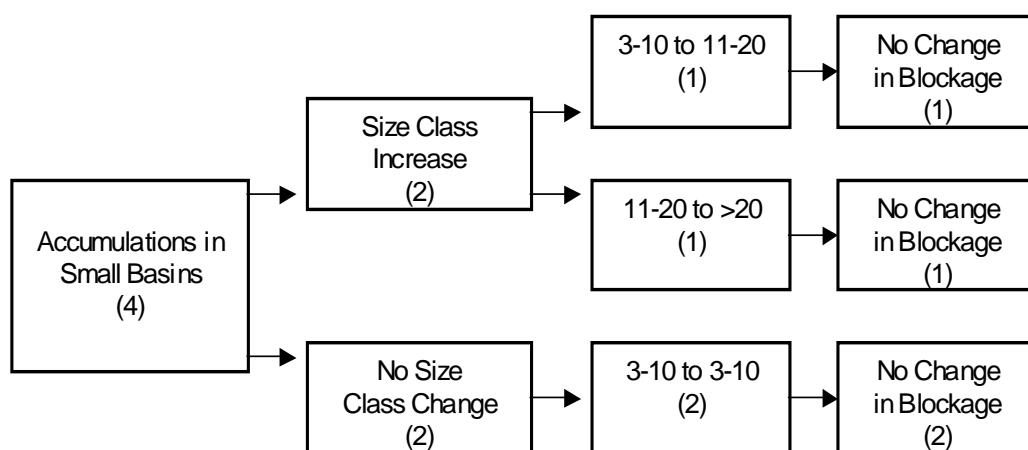 Accumulations in
Small Basins
(4)
Size Class
Increase
(2)
3-10 to 11-20
(1)
No Change
in Blockage
(1)
11-20 to >20
(1)
No Change
in Blockage
(1)
No Size
Class Change
(2)
3-10 to 3-10
(2)
No Change
in Blockage
(2)